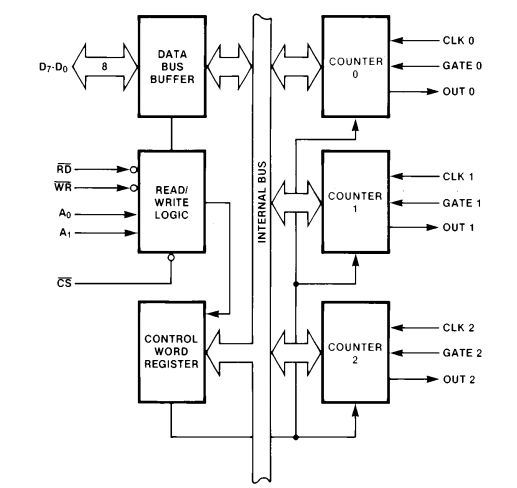 D7-D0
8
DATA
BUS
BUFFER
COUNTER
0
CLK 0
GATE 0
OUT 0
RD
WR
A0
A1
CS
READ/
WRITE
LOGIC
INTERNAL BUS
COUNTER
1
CLK 1
GATE 1
OUT 1
CONTROL
WORD
REGISTER
COUNTER
2
CLK 2
GATE 2
OUT 2